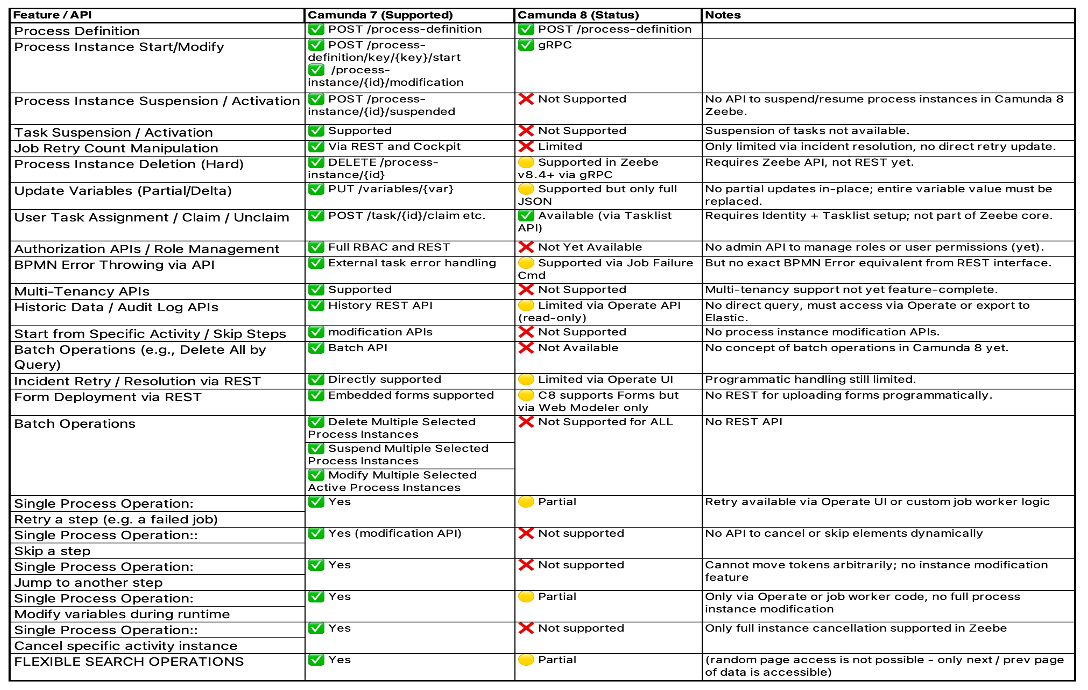 Feature / API | Camunda 7 (Supported) | Camunda 8 (Status) | Notes
Process Definition | ✅ POST /process-definition | ✅ POST /process-definition
Process Instance Start/Modify | ✅ POST /process- | ✅ gRPC
definition/key/{key}/start
✅ /process-
instance/{id}/modification
Process Instance Suspension / Activation | ✅ POST /process- | ❌ Not Supported | No API to suspend/resume process instances in Camunda 8
instance/{id}/suspended | Zeebe.
Task Suspension / Activation | ✅ Supported | ❌ Not Supported | Suspension of tasks not available.
Job Retry Count Manipulation | ✅ Via REST and Cockpit | ❌ Limited | Only limited via incident resolution, no direct retry update.
Process Instance Deletion (Hard) | ✅ DELETE /process- | 🟡 Supported in Zeebe | Requires Zeebe API, not REST yet.
instance/{id} | v8.4+ via gRPC
Update Variables (Partial/Delta) | ✅ PUT /variables/{var} | 🟡 Supported but only full | No partial updates in-place; entire variable value must be
JSON | replaced.
User Task Assignment / Claim / Unclaim | ✅ POST /task/{id}/claim etc. | ✅ Available (via Tasklist | Requires Identity + Tasklist setup; not part of Zeebe core.
API)
Authorization APIs / Role Management | ✅ Full RBAC and REST | ❌ Not Yet Available | No admin API to manage roles or user permissions (yet).
BPMN Error Throwing via API | ✅ External task error handling | 🟡 Supported via Job Failure | But no exact BPMN Error equivalent from REST interface.
Cmd
Multi-Tenancy APIs | ✅ Supported | ❌ Not Supported | Multi-tenancy support not yet feature-complete.
Historic Data / Audit Log APIs | ✅ History REST API | 🟡 Limited via Operate API | No direct query, must access via Operate or export to
(read-only) | Elastic.
Start from Specific Activity / Skip Steps | ✅ modification APIs | ❌ Not Supported | No process instance modification APIs.
Batch Operations (e.g., Delete All by | ✅ Batch API | ❌ Not Available | No concept of batch operations in Camunda 8 yet.
Query)
Incident Retry / Resolution via REST | ✅ Directly supported | 🟡 Limited via Operate UI | Programmatic handling still limited.
Form Deployment via REST | ✅ Embedded forms supported | 🟡 C8 supports Forms but | No REST for uploading forms programmatically.
via Web Modeler only
Batch Operations | ✅ Delete Multiple Selected | ❌ Not Supported for ALL | No REST API
Process Instances
✅ Suspend Multiple Selected
Process Instances
✅ Modify Multiple Selected
Active Process Instances
Single Process Operation: | ✅ Yes | 🟡 Partial | Retry available via Operate UI or custom job worker logic
Retry a step (e.g. a failed job)
Single Process Operation:: | ✅ Yes (modification API) | ❌ Not supported | No API to cancel or skip elements dynamically
Skip a step
Single Process Operation: | ✅ Yes | ❌ Not supported | Cannot move tokens arbitrarily; no instance modification
Jump to another step | feature
Single Process Operation: | ✅ Yes | 🟡 Partial | Only via Operate or job worker code, no full process
Modify variables during runtime | instance modification
Single Process Operation:: | ✅ Yes | ❌ Not supported | Only full instance cancellation supported in Zeebe
Cancel specific activity instance
FLEXIBLE SEARCH OPERATIONS | ✅ Yes | 🟡 Partial | (random page access is not possible - only next / prev page
of data is accessible)